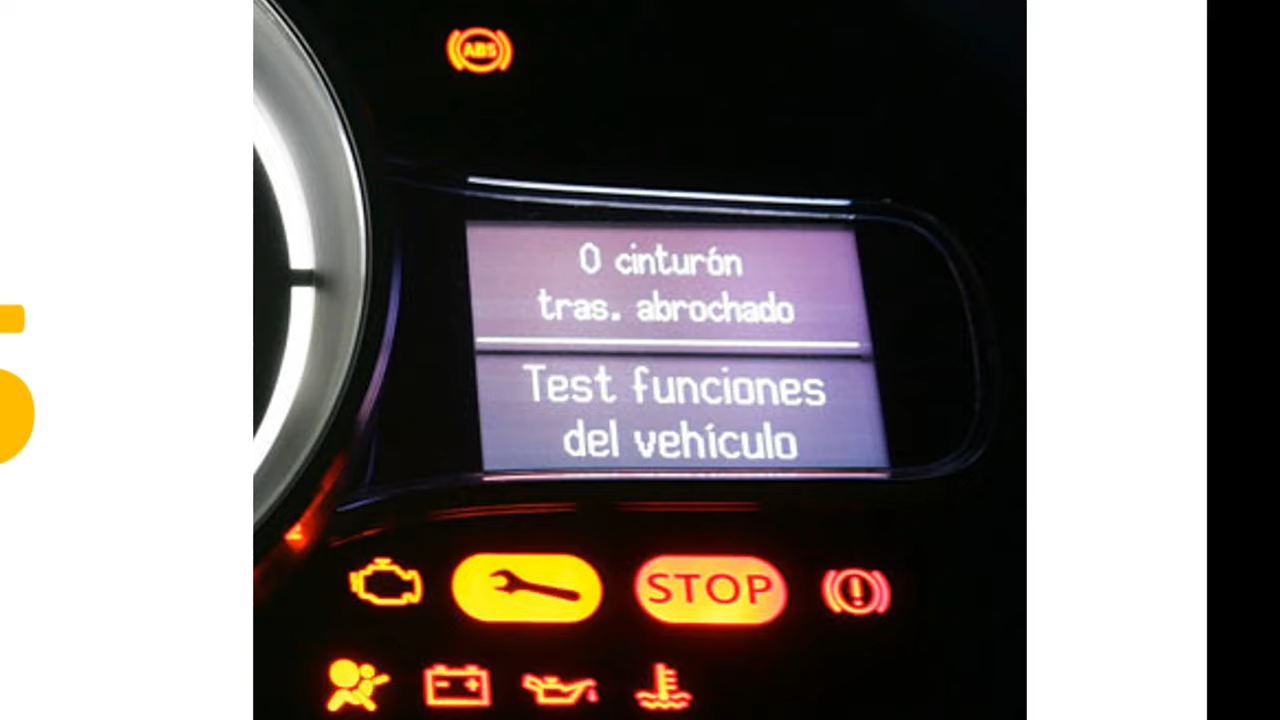 ABS
0 cinturón
tras. abrochado
Test funciones
del vehículo
STOP